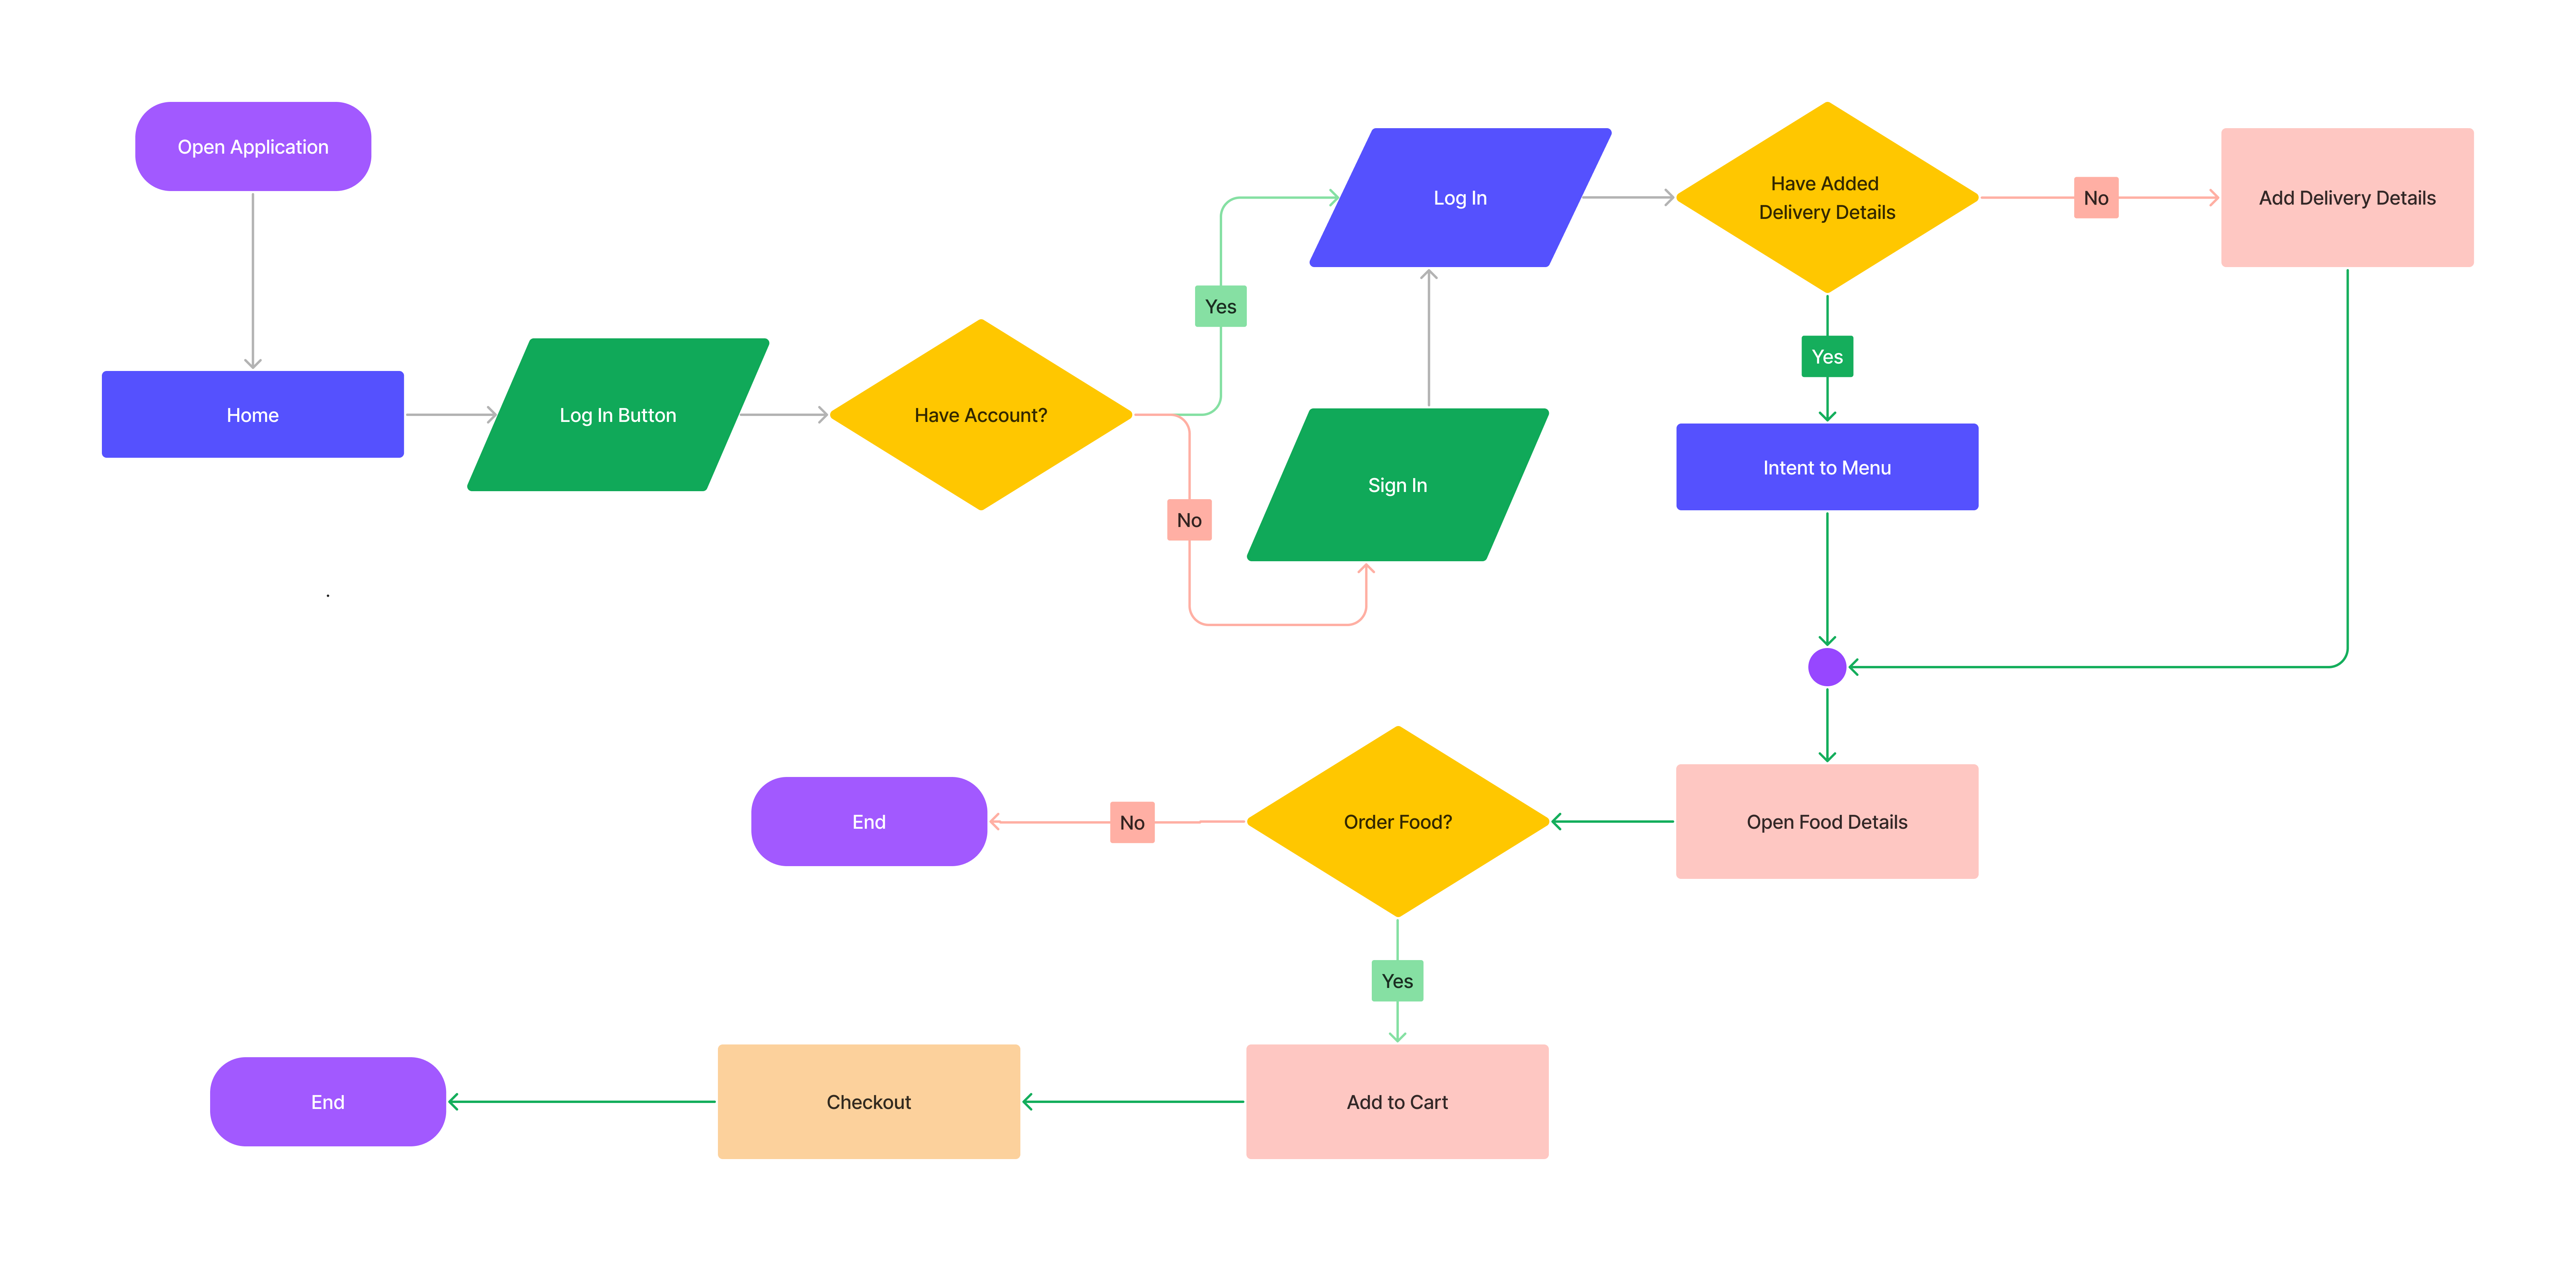 Open Application
Home
Log In Button
Have Account?
Yes
No
Log In
Sign In
Have Added
Delivery Details
No
Add Delivery Details
Yes
Intent to Menu
Open Food Details
Order Food?
No
End
Yes
Add to Cart
Checkout
End
.